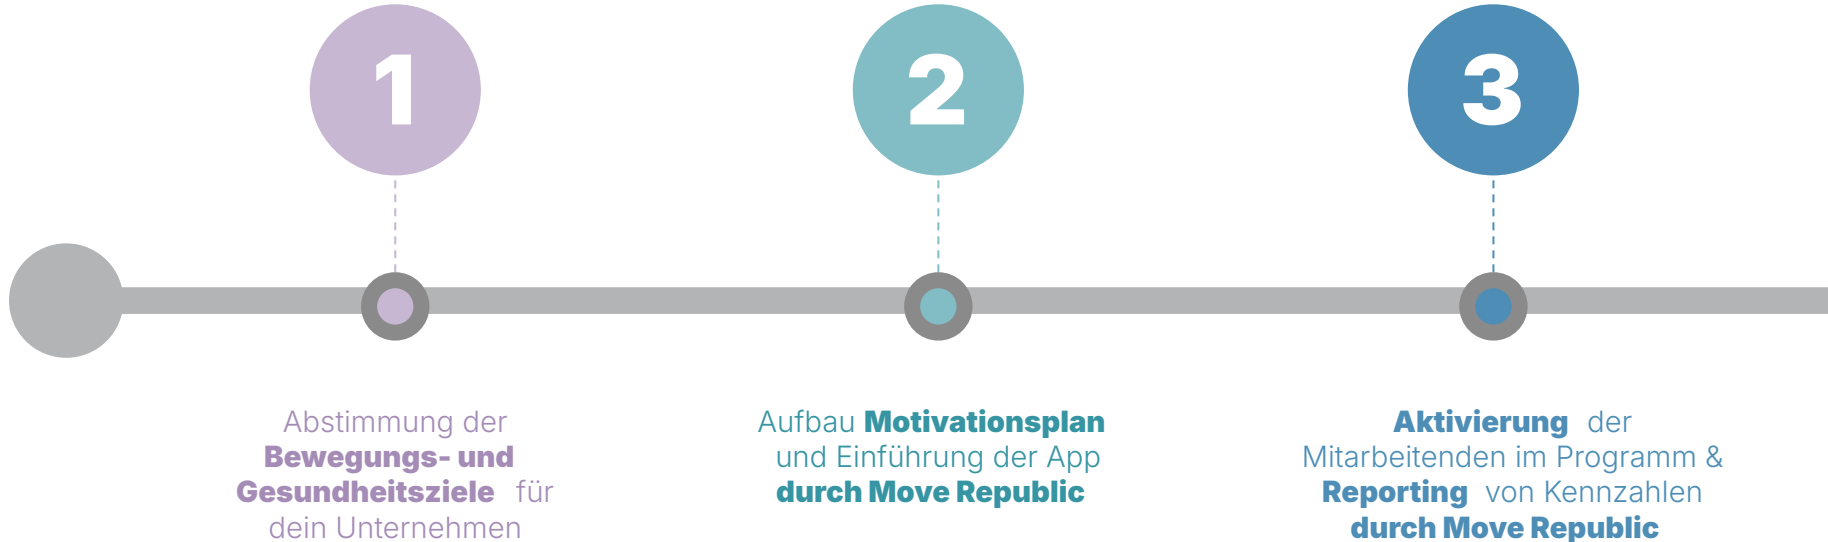 1
2
3
Abstimmung der
Bewegungs- und
Gesundheitsziele für
dein Unternehmen
Aufbau Motivationsplan
und Einführung der App
durch Move Republic
Aktivierung der
Mitarbeitenden im Programm &
Reporting von Kennzahlen
durch Move Republic